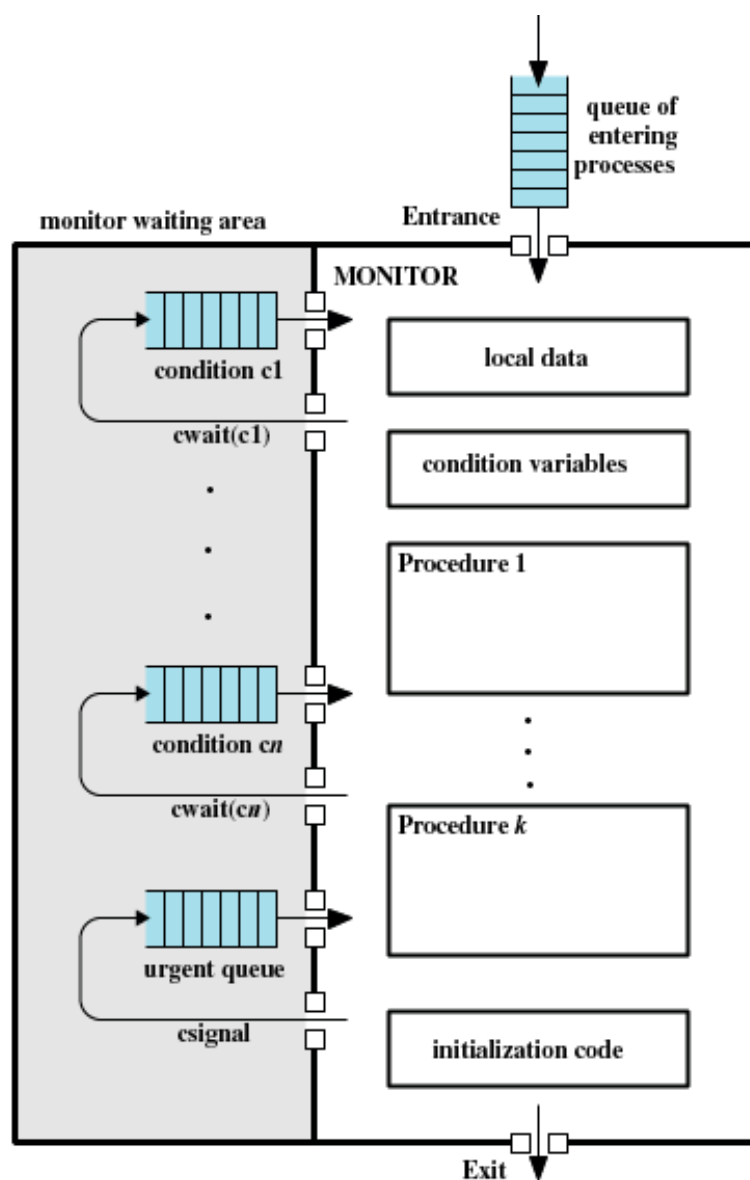 queue of
entering
processes
Entrance
monitor waiting area
MONITOR
condition c1
cwait(c1)
local data
condition variables
Procedure 1
condition cn
cwait(cn)
Procedure k
urgent queue
csignal
initialization code
Exit